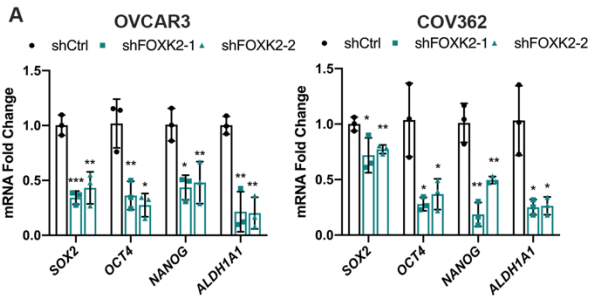 A
OVCAR3
shCtrl shFOXK2-1 shFOXK2-2
mRNA Fold Change
1.5
1.0
0.5
0.0
*** ** ** * * ** ** **
SOX2 OCT4 NANOG ALDH1A1
COV362
shCtrl shFOXK2-1 shFOXK2-2
mRNA Fold Change
1.5
1.0
0.5
0.0
* ** * * ** ** * *
SOX2 OCT4 NANOG ALDH1A1